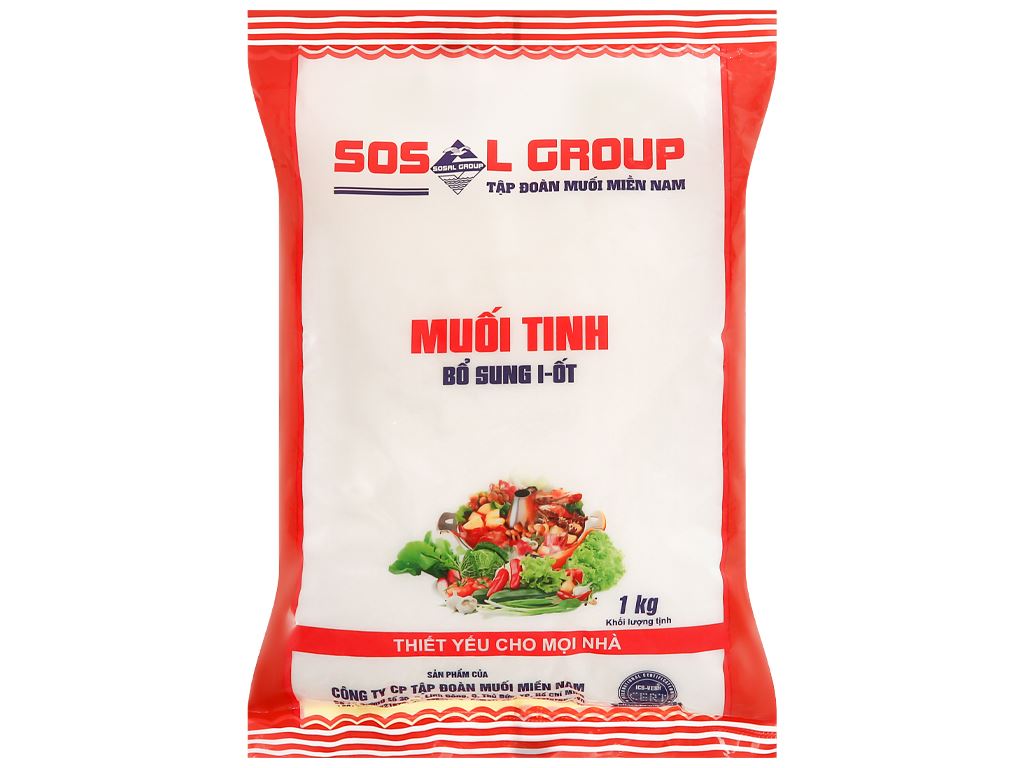 SOSAL GROUP
SOSAL GROUP
TẬP ĐOÀN MUỐI MIỀN NAM
MUỐI TINH
BỔ SUNG I-ỐT
1 kg
Khối lượng tịnh
THIẾT YẾU CHO MỌI NHÀ
SẢN PHẨM CỦA
CÔNG TY CP TẬP ĐOÀN MUỐI MIỀN NAM